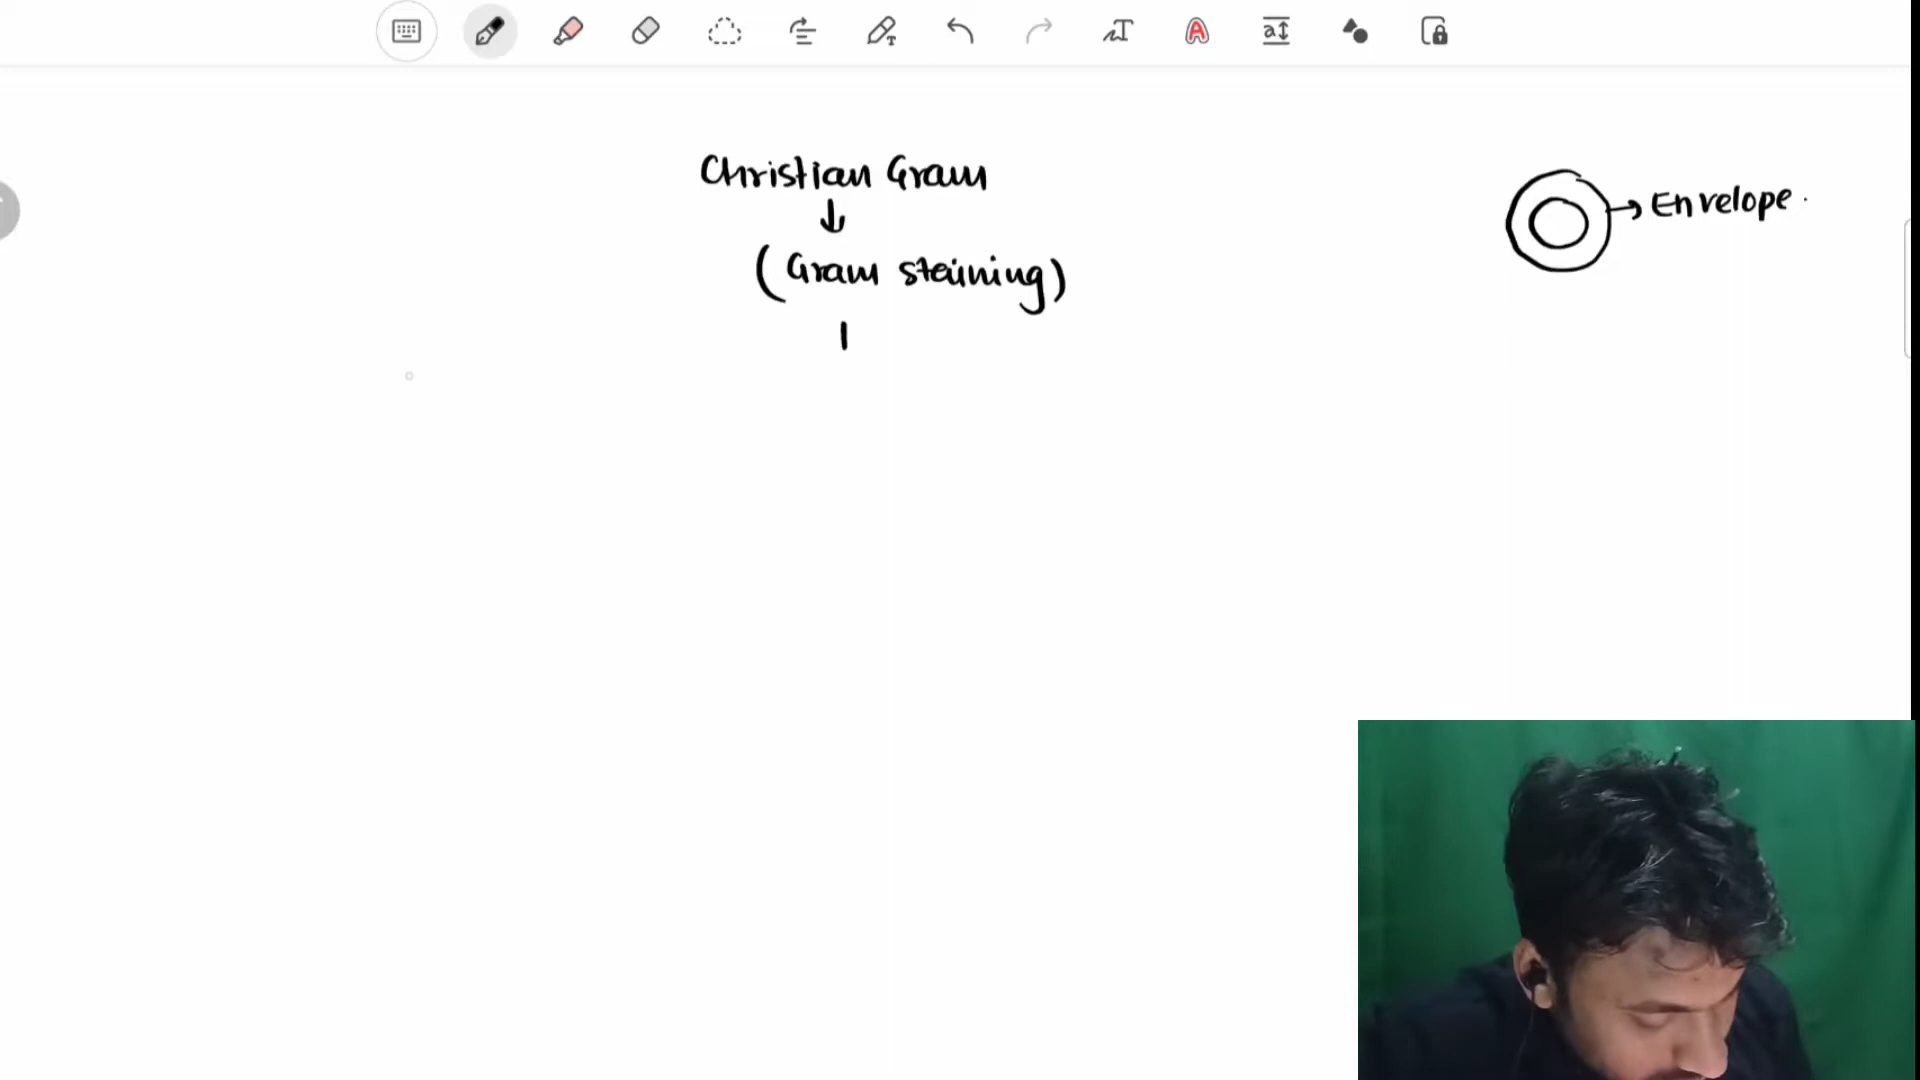 Christian Gram
↓
(Gram staining)
→ Envelope.